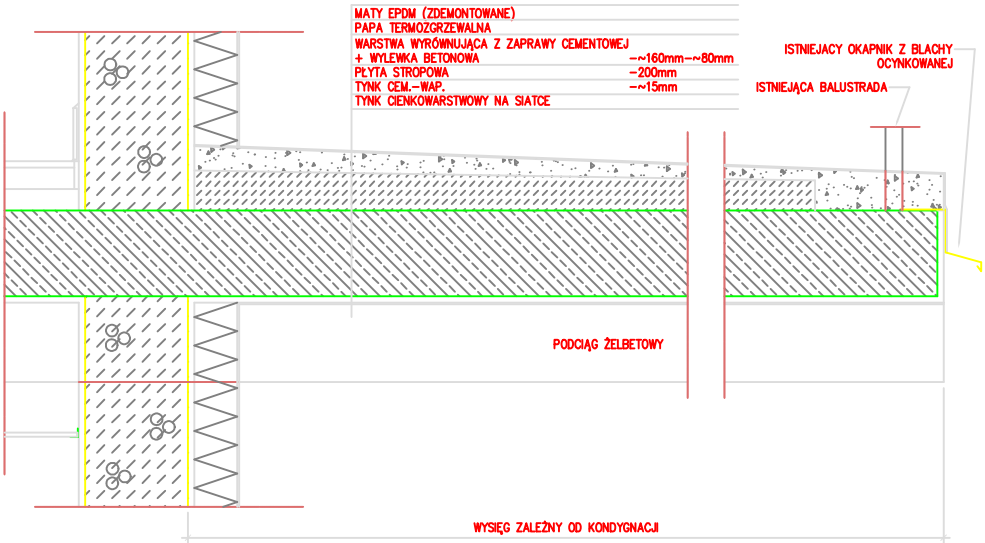 MATY EPDM (ZDEMONTOWANE)
PAPA TERMOZGRZEWALNA
WARSTWA WYRÓWNUJĄCA Z ZAPRAWY CEMENTOWEJ
+ WYLEWKA BETONOWA -~160mm-~80mm
PŁYTA STROPOWA -200mm
TYNK CEM.-WAP. -~15mm
TYNK CIENKOWARSTWOWY NA SIATCE
ISTNIEJACY OKAPNIK Z BLACHY
OCYNKOWANEJ
ISTNIEJĄCA BALUSTRADA
PODCIĄG ŻELBETOWY
WYSIĘG ZALEŻNY OD KONDYGNACJI